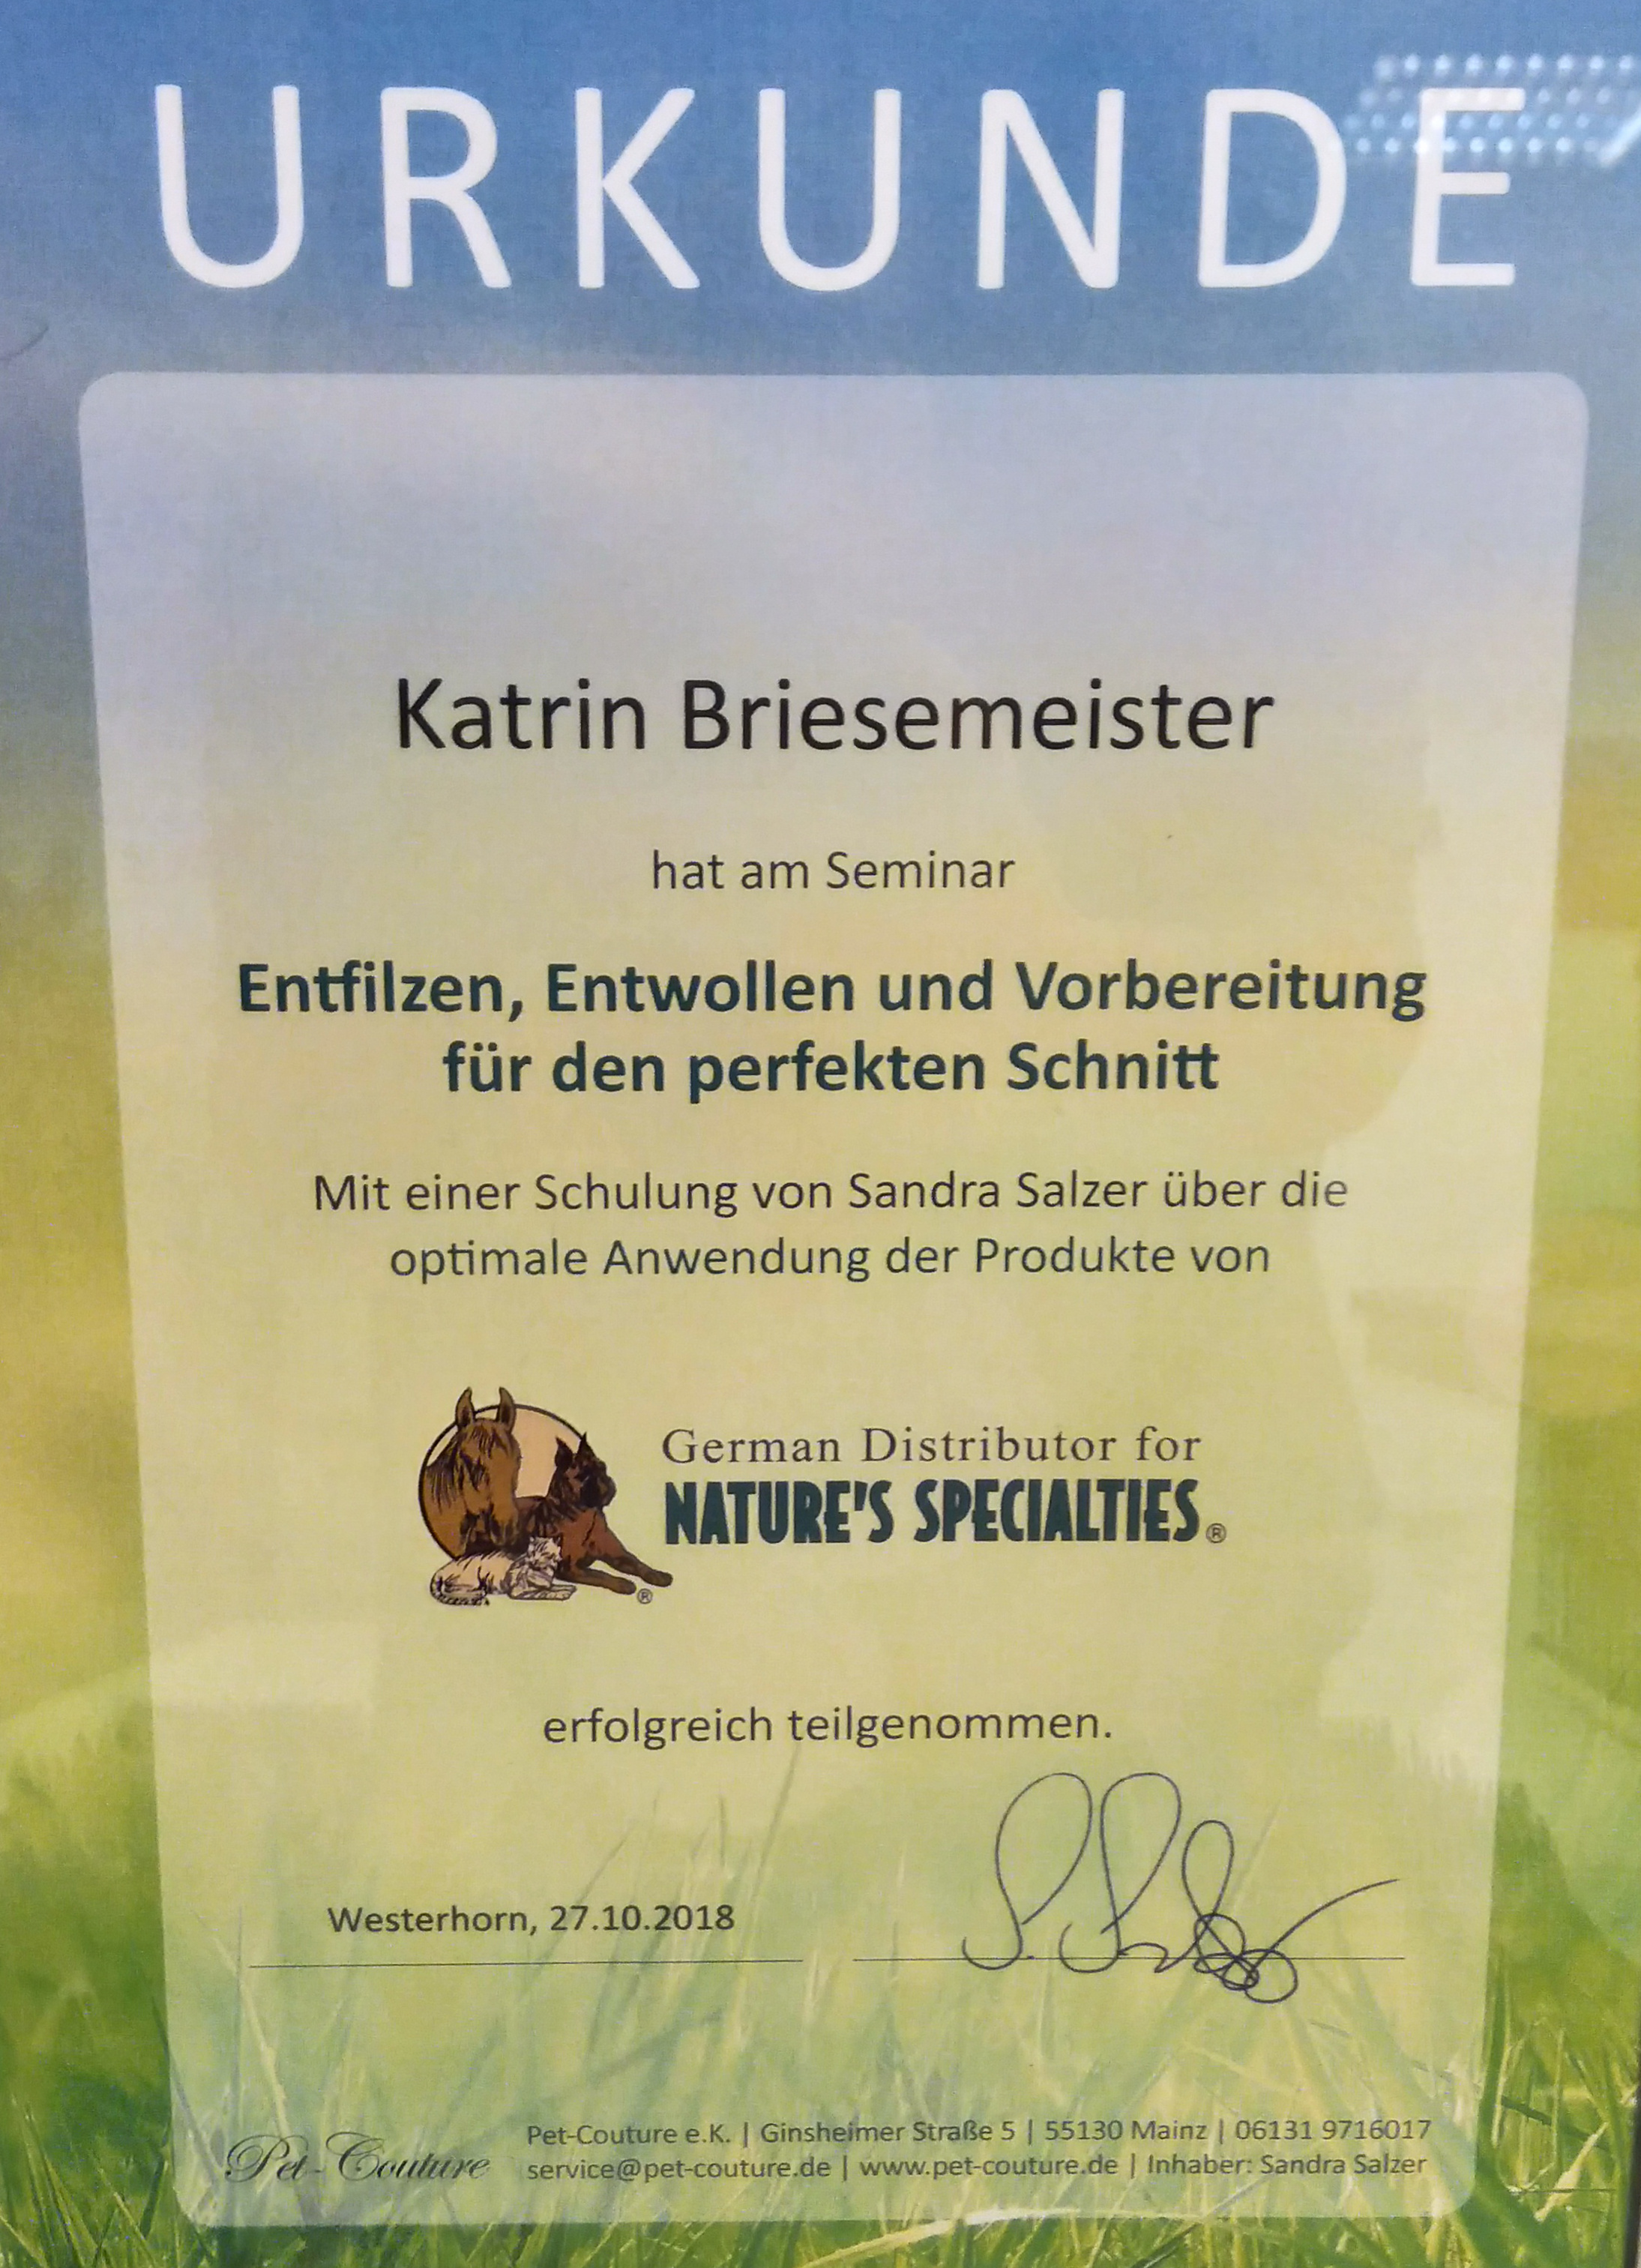 URKUNDE
Katrin Briesemeister
hat am Seminar
Entfilzen, Entwollen und Vorbereitung
für den perfekten Schnitt
Mit einer Schulung von Sandra Salzer über die
optimale Anwendung der Produkte von
German Distributor for
NATURE'S SPECIALTIES®
®
erfolgreich teilgenommen.
Westerhorn, 27.10.2018
Pet-Couture
Pet-Couture e.K. | Ginsheimer Straße 5 | 55130 Mainz | 06131 9716017
service@pet-couture.de | www.pet-couture.de | Inhaber: Sandra Salzer